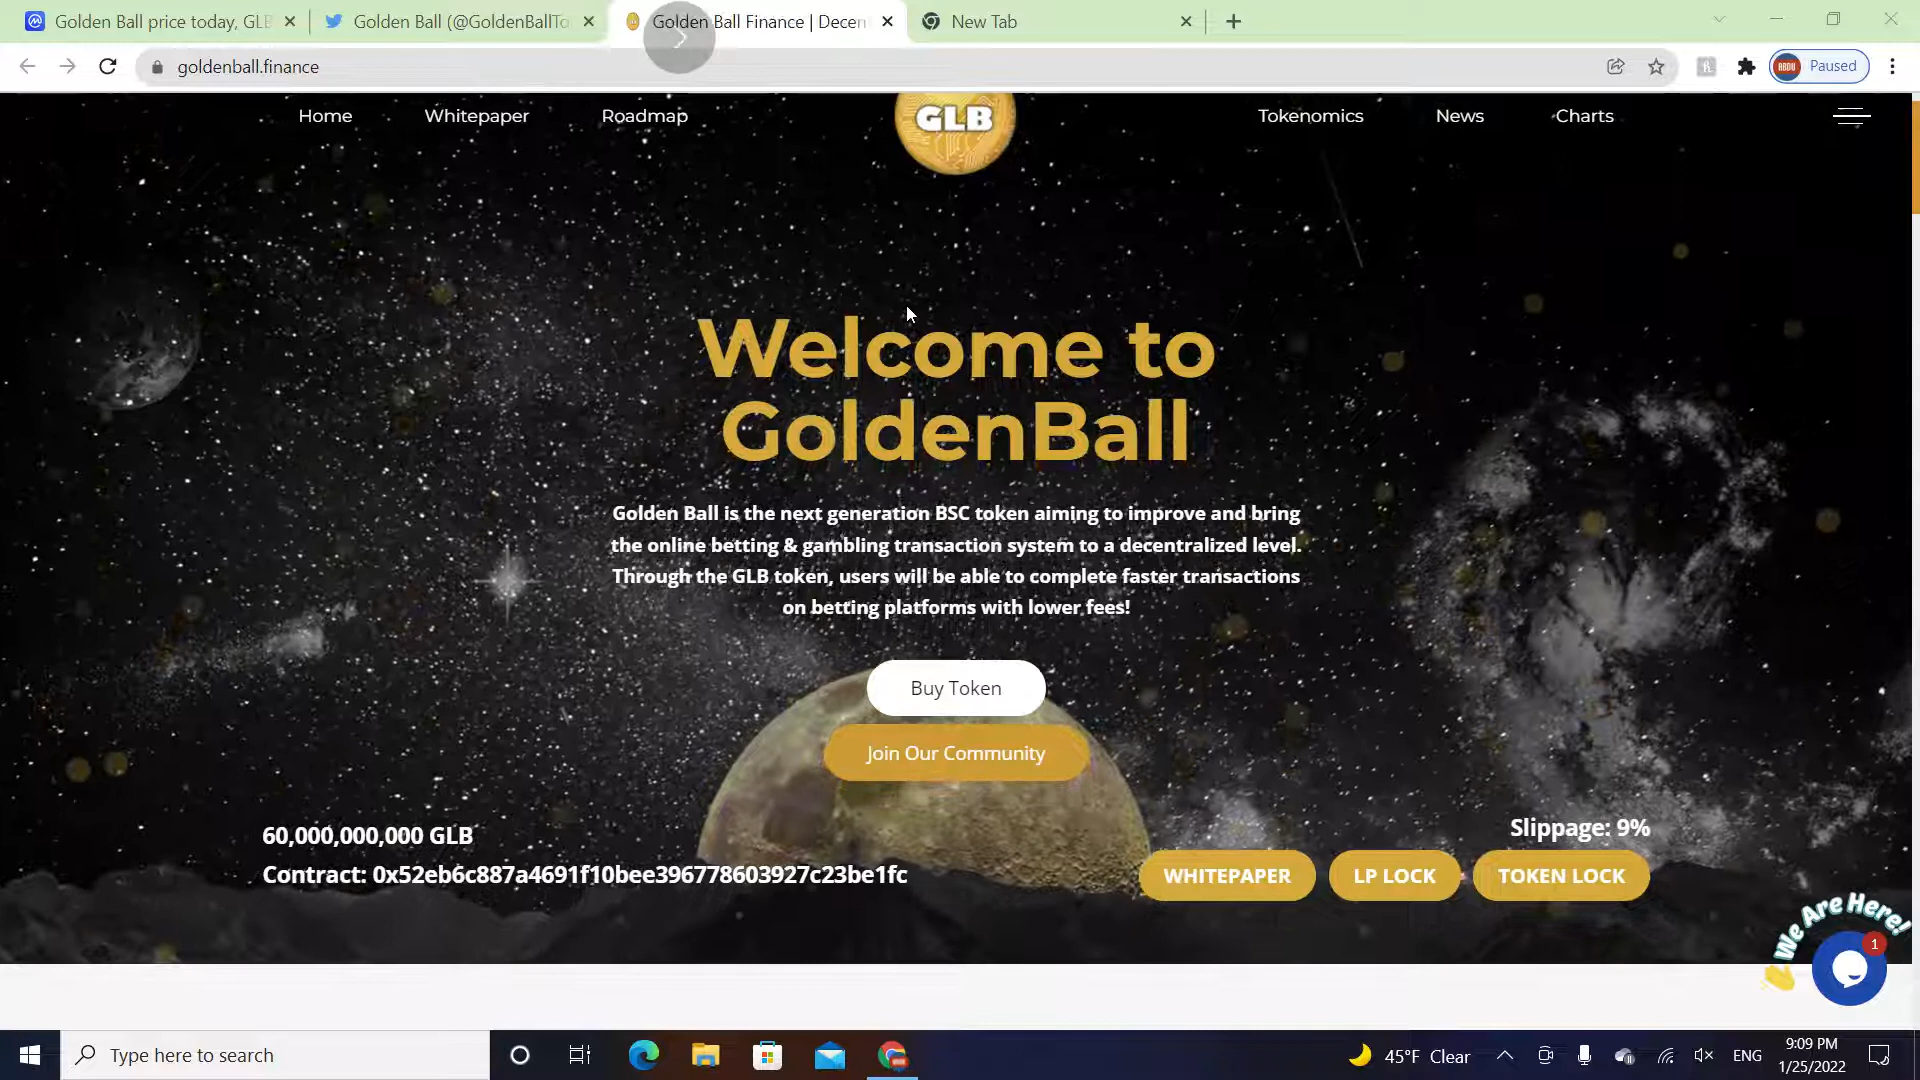 Golden Ball price today, GLB
Golden Ball (@GoldenBallTo
Golden Ball Finance | Decen
New Tab
goldenball.finance
Paused
Home
Whitepaper
Roadmap
GLB
Tokenomics
News
Charts
Welcome to
GoldenBall
Golden Ball is the next generation BSC token aiming to improve and bring
the online betting & gambling transaction system to a decentralized level.
Through the GLB token, users will be able to complete faster transactions
on betting platforms with lower fees!
Buy Token
Join Our Community
60,000,000,000 GLB
Contract: 0x52eb6c887a4691f10bee396778603927c23be1fc
Slippage: 9%
WHITEPAPER
LP LOCK
TOKEN LOCK
We Are Here!
1
Type here to search
45°F Clear
ENG
9:09 PM
1/25/2022